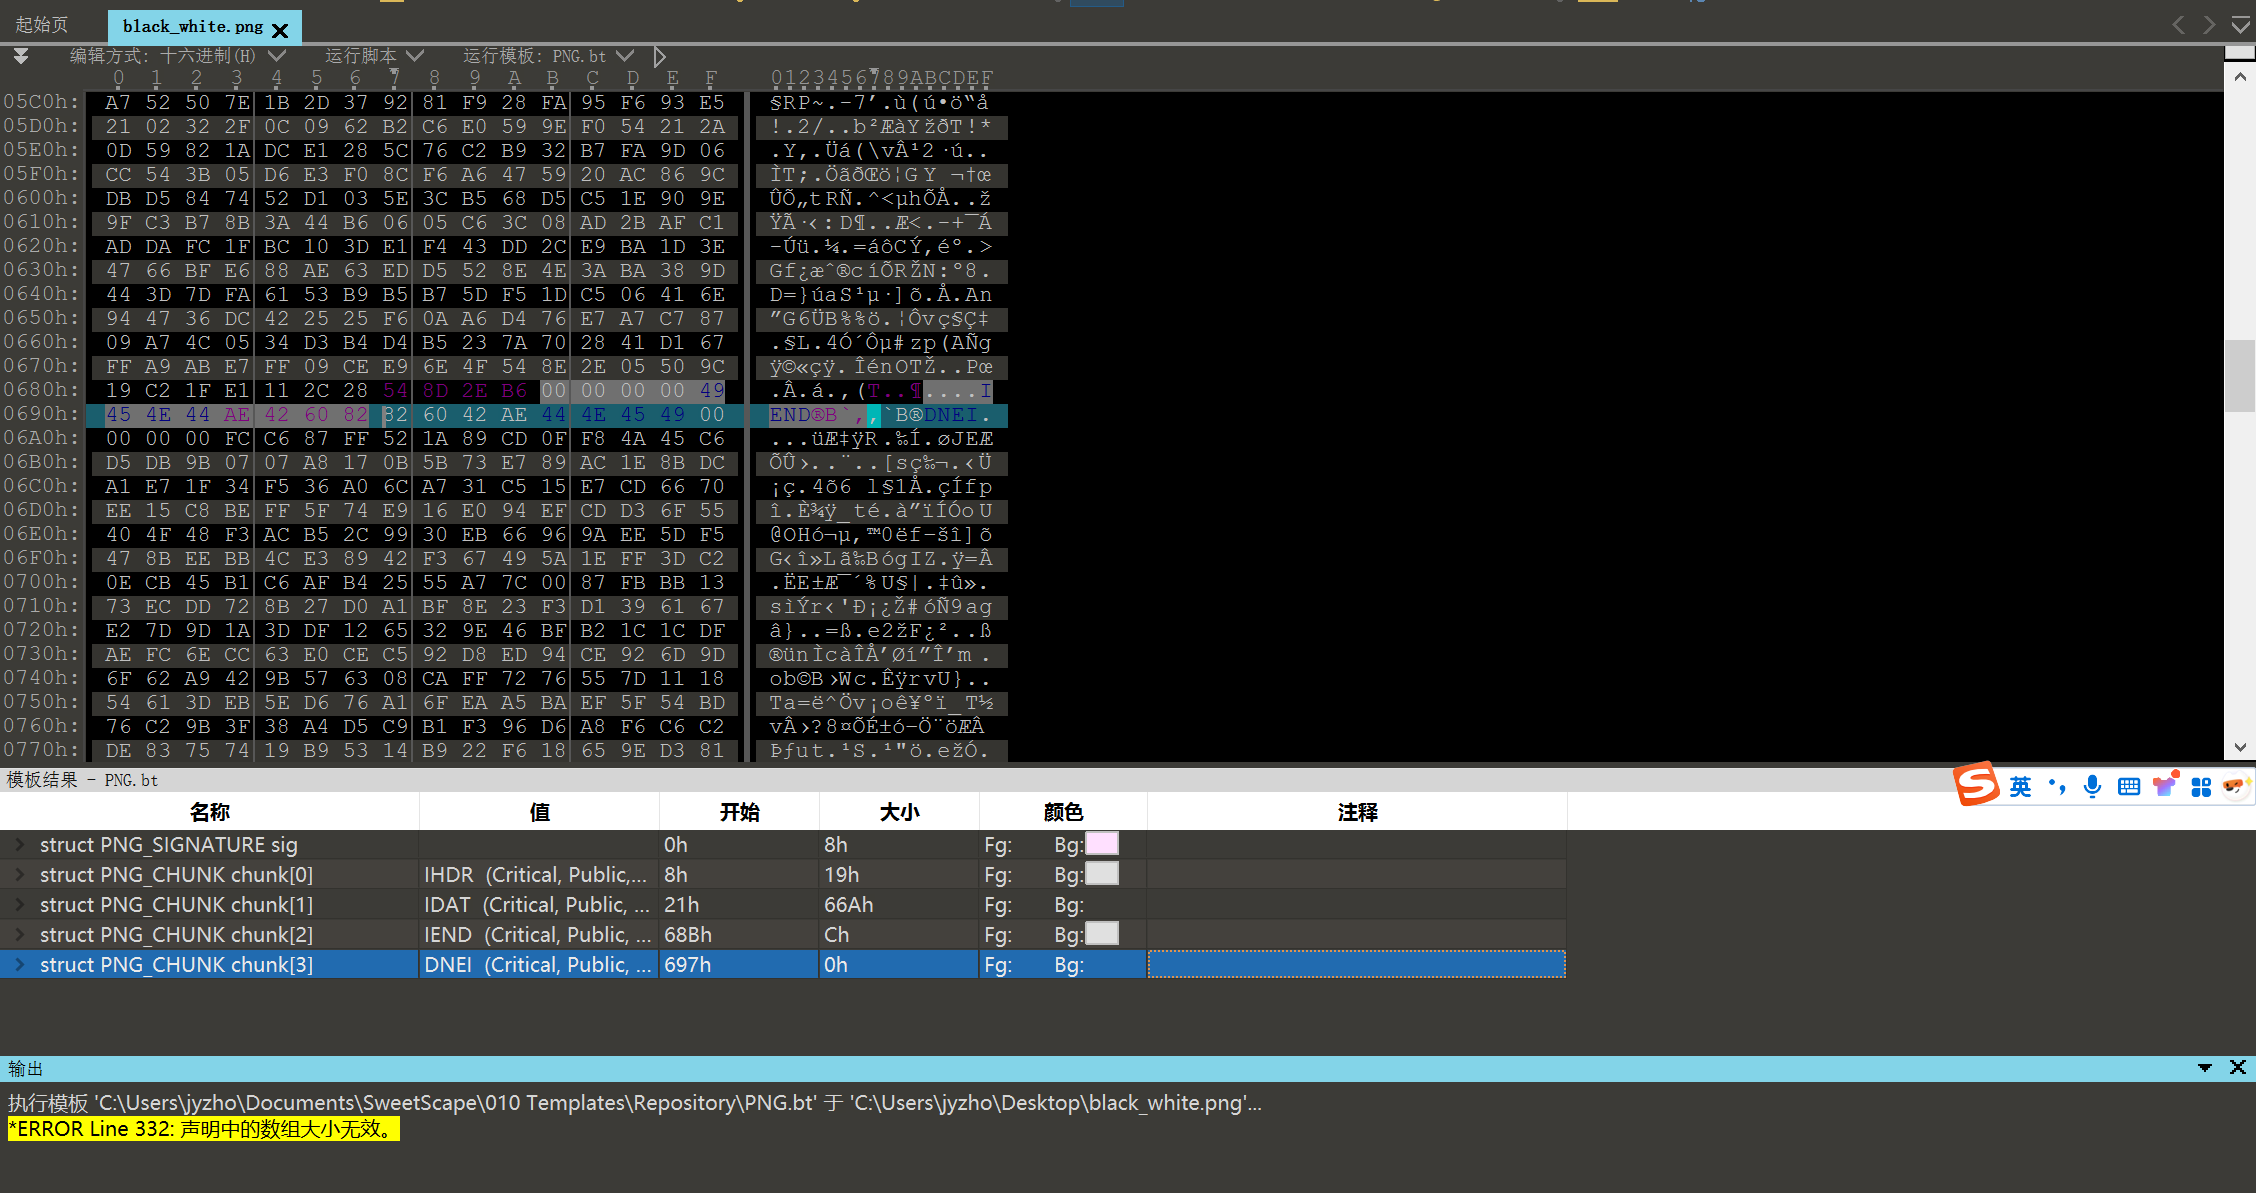 起始页
black_white.png
编辑方式: 十六进制(H) 运行脚本 运行模板: PNG.bt
0 1 2 3 4 5 6 7 8 9 A B C D E F 0123456789ABCDEF
05C0h: A7 52 50 7E 1B 2D 37 92 81 F9 28 FA 95 F6 93 E5 §RP~.-7’.ù(ú•ö“å
05D0h: 21 02 32 2F 0C 09 62 B2 C6 E0 59 9E F0 54 21 2A !.2/..b²ÆàYžðT!*
05E0h: 0D 59 82 1A DC E1 28 5C 76 C2 B9 32 B7 FA 9D 06 .Y‚.Üá(\vÂ¹2·ú..
05F0h: CC 54 3B 05 D6 E3 F0 8C F6 A6 47 59 20 AC 86 9C ÌT;.ÖãðŒö¦GY ¬†œ
0600h: DB D5 84 74 52 D1 03 5E 3C B5 68 D5 C5 1E 90 9E ÛÕ„tRÑ.^<µhÕÅ..ž
0610h: 9F C3 B7 8B 3A 44 B6 06 05 C6 3C 08 AD 2B AF C1 ŸÃ·‹:D¶..Æ<.-+¯Á
0620h: AD DA FC 1F BC 10 3D E1 F4 43 DD 2C E9 BA 1D 3E -Úü.¼.=áôCÝ,éº.>
0630h: 47 66 BF E6 88 AE 63 ED D5 52 8E 4E 3A BA 38 9D Gf¿æˆ®cíÕRŽN:º8.
0640h: 44 3D 7D FA 61 53 B9 B5 B7 5D F5 1D C5 06 41 6E D=}úaS¹µ·]õ.Å.An
0650h: 94 47 36 DC 42 25 25 F6 0A A6 D4 76 E7 A7 C7 87 ”G6ÜB%%ö.¦Ôvç§Ç‡
0660h: 09 A7 4C 05 34 D3 B4 D4 B5 23 7A 70 28 41 D1 67 .§L.4Ó´Ôµ#zp(AÑg
0670h: FF A9 AB E7 FF 09 CE E9 6E 4F 54 8E 2E 05 50 9C ÿ©«çÿ.ÎénOTŽ..Pœ
0680h: 19 C2 1F E1 11 2C 28 54 8D 2E B6 00 00 00 00 49 .Â.á.,(T..¶....I
0690h: 45 4E 44 AE 42 60 82 82 60 42 AE 44 4E 45 49 00 END®B`‚‚`B®DNEI.
06A0h: 00 00 00 FC C6 87 FF 52 1A 89 CD 0F F8 4A 45 C6 ...üÆ‡ÿR.‰Í.øJEÆ
06B0h: D5 DB 9B 07 07 A8 17 0B 5B 73 E7 89 AC 1E 8B DC ÕÛ›..¨..[sç‰¬.‹Ü
06C0h: A1 E7 1F 34 F5 36 A0 6C A7 31 C5 15 E7 CD 66 70 ¡ç.4õ6 l§1Å.çÍfp
06D0h: EE 15 C8 BE FF 5F 74 E9 16 E0 94 EF CD D3 6F 55 î.È¾ÿ_té.à”ïÍÓoU
06E0h: 40 4F 48 F3 AC B5 2C 99 30 EB 66 96 9A EE 5D F5 @OHó¬µ,™0ëf–šî]õ
06F0h: 47 8B EE BB 4C E3 89 42 F3 67 49 5A 1E FF 3D C2 G‹î»Lã‰BógIZ.ÿ=Â
0700h: 0E CB 45 B1 C6 AF B4 25 55 A7 7C 00 87 FB BB 13 .ËE±Æ¯´%U§|.‡û».
0710h: 73 EC DD 72 8B 27 D0 A1 BF 8E 23 F3 D1 39 61 67 sìÝr‹'Ð¡¿Ž#óÑ9ag
0720h: E2 7D 9D 1A 3D DF 12 65 32 9E 46 BF B2 1C 1C DF â}..=ß.e2žF¿²..ß
0730h: AE FC 6E CC 63 E0 CE C5 92 D8 ED 94 CE 92 6D 9D ®ünÌcàÎÅ’Øí”Î’m.
0740h: 6F 62 A9 42 9B 57 63 08 CA FF 72 76 55 7D 11 18 ob©B›Wc.ÊÿrvU}..
0750h: 54 61 3D EB 5E D6 76 A1 6F EA A5 BA EF 5F 54 BD Ta=ë^Öv¡oê¥ºï_T½
0760h: 76 C2 9B 3F 38 A4 D5 C9 B1 F3 96 D6 A8 F6 C6 C2 vÂ›?8¤ÕÉ±ó–Ö¨öÆÂ
0770h: DE 83 75 74 19 B9 53 14 B9 22 F6 18 65 9E D3 81 Þƒut.¹S.¹"ö.ežÓ.
模板结果 - PNG.bt
英
名称 值 开始 大小 颜色 注释
struct PNG_SIGNATURE sig 0h 8h Fg: Bg:
struct PNG_CHUNK chunk[0] IHDR (Critical, Public,... 8h 19h Fg: Bg:
struct PNG_CHUNK chunk[1] IDAT (Critical, Public, ... 21h 66Ah Fg: Bg:
struct PNG_CHUNK chunk[2] IEND (Critical, Public, ... 68Bh Ch Fg: Bg:
struct PNG_CHUNK chunk[3] DNEI (Critical, Public, ... 697h 0h Fg: Bg:
输出
执行模板 'C:\Users\jyzho\Documents\SweetScape\010 Templates\Repository\PNG.bt' 于 'C:\Users\jyzho\Desktop\black_white.png'...
*ERROR Line 332: 声明中的数组大小无效。